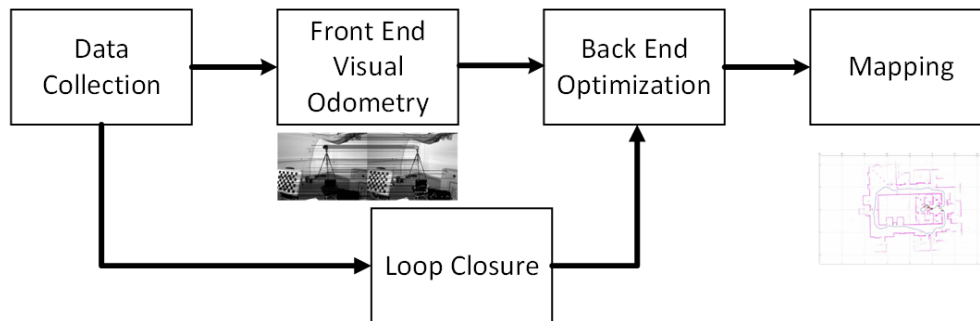 Data
Collection
Front End
Visual
Odometry
Back End
Optimization
Mapping
Loop Closure